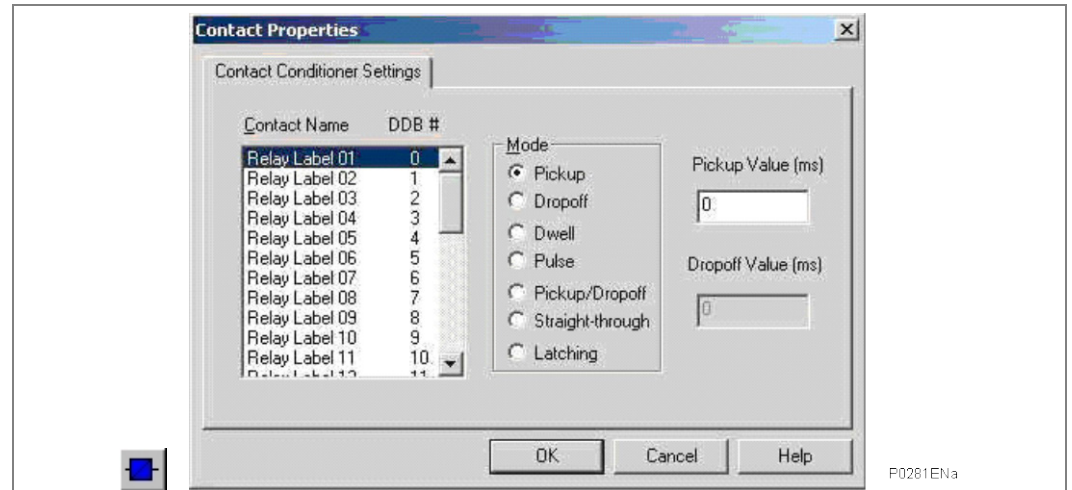 Contact Properties
Contact Conditioner Settings
Contact Name DDB #
Relay Label 01 0
Relay Label 02 1
Relay Label 03 2
Relay Label 04 3
Relay Label 05 4
Relay Label 06 5
Relay Label 07 6
Relay Label 08 7
Relay Label 09 8
Relay Label 10 9
Relay Label 11 10
Mode
Pickup
Dropoff
Dwell
Pulse
Pickup/Dropoff
Straight-through
Latching
Pickup Value (ms)
0
Dropoff Value (ms)
0
OK Cancel Help
P0281ENa